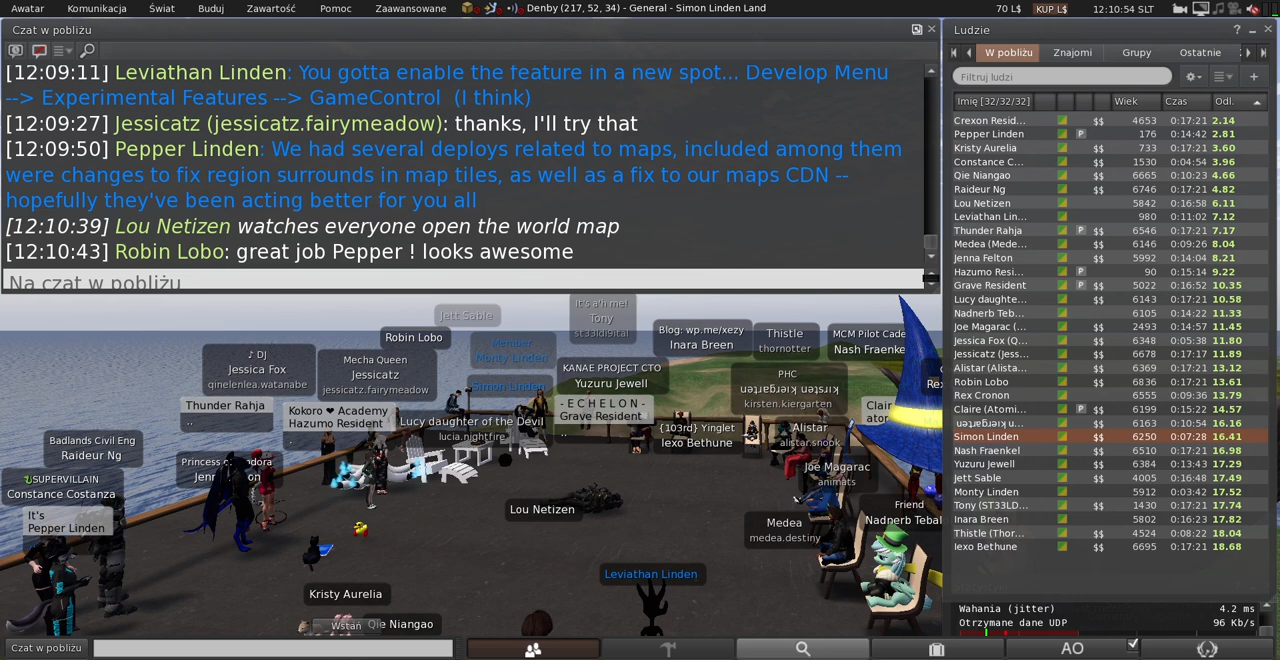 Awatar Komunikacja Świat Buduj Zawartość Pomoc Zaawansowane Denby (217, 52, 34) - General - Simon Linden Land 70 L$ KUP L$ 12:10:54 SLT
Czat w pobliżu
[12:09:11] Leviathan Linden: You gotta enable the feature in a new spot... Develop Menu
--> Experimental Features --> GameControl (I think)
[12:09:27] Jessicatz (jessicatz.fairymeadow): thanks, I'll try that
[12:09:50] Pepper Linden: We had several deploys related to maps, included among them
were changes to fix region surrounds in map tiles, as well as a fix to our maps CDN --
hopefully they've been acting better for you all
[12:10:39] Lou Netizen watches everyone open the world map
[12:10:43] Robin Lobo: great job Pepper ! looks awesome
Na czat w pobliżu
Jett Sable
It's a'h me!
Tony
st33ldi9ital
Robin Lobo
Member
Monty Linden
Blog: wp.me/xezy
Inara Breen
Thistle
thornotter
MCM Pilot Cade
Nash Fraenke
♪ DJ
Jessica Fox
qinelenlea.watanabe
Mecha Queen
Jessicatz
jessicatz.fairymeadow
Simon Linden
KANAE PROJECT CTO
Yuzuru Jewell
PHC
kirsten.kiergarten
Rex
Thunder Rahja
..
Kokoro ❤ Academy
Hazumo Resident
.
- E C H E L O N -
Grave Resident
..
Clair
ator
Lucy daughter of the Devil
lucia.nightfire
{103rd} Yinglet
Iexo Bethune
Alistar
alistar.snook
Badlands Civil Eng
Raideur Ng
Joe Magarac
animats
SUPERVILLAIN
Constance Costanza
It's
Pepper Linden
Lou Netizen
Friend
Nadnerb Tebal
Medea
medea.destiny
Leviathan Linden
Kristy Aurelia
Wstań
Qie Niangao
Ludzie
W pobliżu Znajomi Grupy Ostatnie
Filtruj ludzi
Imię [32/32/32] Wiek Czas Odl.
Crexon Resid... $$ 4653 0:17:21 2.14
Pepper Linden P 176 0:14:42 2.81
Kristy Aurelia $$ 733 0:17:21 3.60
Constance C... $$ 1530 0:04:54 3.96
Qie Niangao $$ 6665 0:10:23 4.66
Raideur Ng $$ 6746 0:17:21 4.82
Lou Netizen 5842 0:16:58 6.11
Leviathan Lin... 980 0:11:02 7.12
Thunder Rahja P $$ 6546 0:17:21 7.17
Medea (Mede... $$ 6146 0:09:26 8.04
Jenna Felton $$ 5992 0:14:04 8.21
Hazumo Resi... P 90 0:15:14 9.22
Grave Resident P $$ 5022 0:16:52 10.35
Lucy daughte... $$ 6143 0:17:21 10.58
Nadnerb Teb... 6105 0:14:22 11.33
Joe Magarac (... $$ 2493 0:14:57 11.45
Jessica Fox (Q... $$ 6348 0:05:38 11.80
Jessicatz (Jess... $$ 6678 0:17:17 11.89
Alistar (Alista... $$ 6369 0:17:21 13.12
Robin Lobo $$ 6836 0:17:21 13.61
Rex Cronon $$ 6555 0:09:36 13.79
Claire (Atomi... P $$ 6199 0:15:22 14.57
$$ 6163 0:10:54 16.16
Simon Linden $$ 6250 0:07:28 16.41
Nash Fraenkel $$ 6510 0:17:21 16.98
Yuzuru Jewell $$ 6384 0:13:43 17.29
Jett Sable $$ 4005 0:16:48 17.49
Monty Linden 5912 0:03:42 17.52
Tony (ST33LD... $$ 1430 0:17:21 17.74
Inara Breen 5802 0:16:23 17.82
Thistle (Thor... $$ 4524 0:08:22 18.04
Iexo Bethune $$ 6695 0:17:21 18.68
Wahania (jitter) 4.2 ms
Otrzymane dane UDP 96 Kb/s
Czat w pobliżu AO